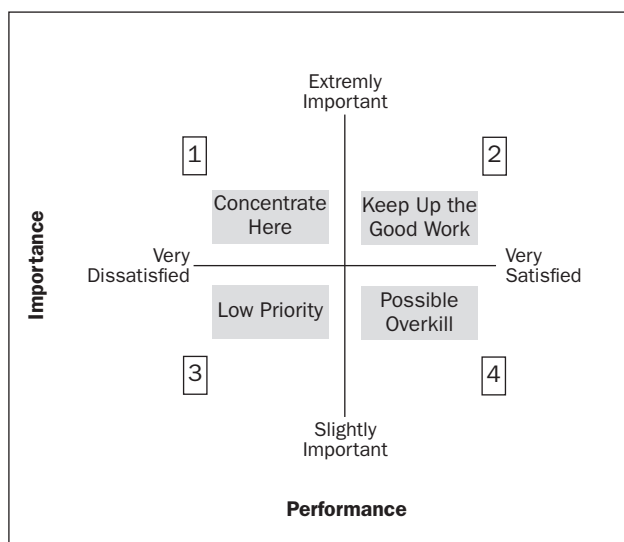 Extremly
Important
1
2
Concentrate
Here
Keep Up the
Good Work
Importance
Very
Dissatisfied
Very
Satisfied
Low Priority
Possible
Overkill
3
4
Slightly
Important
Performance